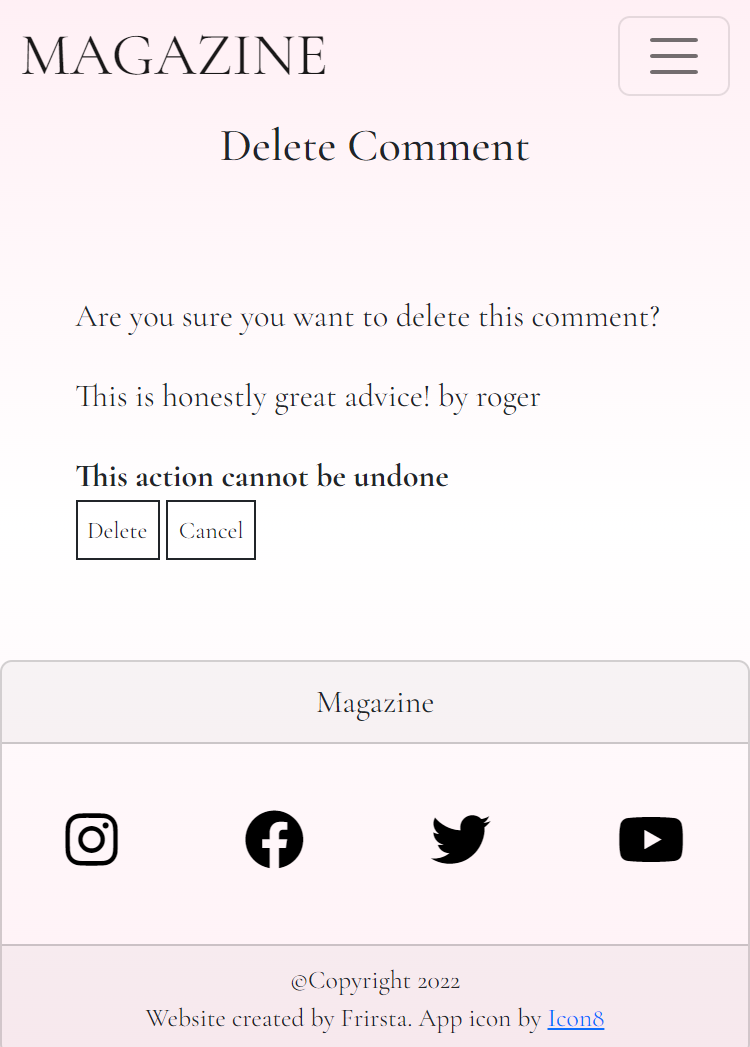 MAGAZINE
Delete Comment
Are you sure you want to delete this comment?
This is honestly great advice! by roger
This action cannot be undone
Delete Cancel
Magazine
©Copyright 2022
Website created by Frirsta. App icon by Icon8